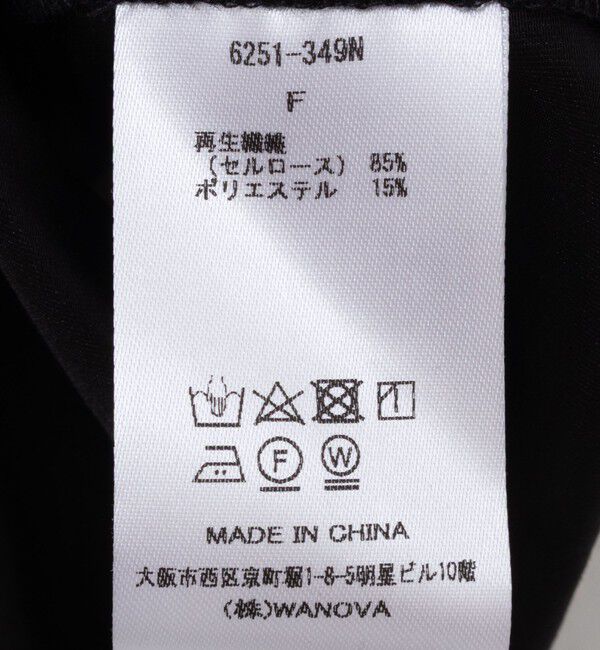 6251-349N
F
再生繊維
(セルロース) 85%
ポリエステル 15%
F W
MADE IN CHINA
大阪市西区京町堀1-8-5明星ビル10階
(株)WANOVA